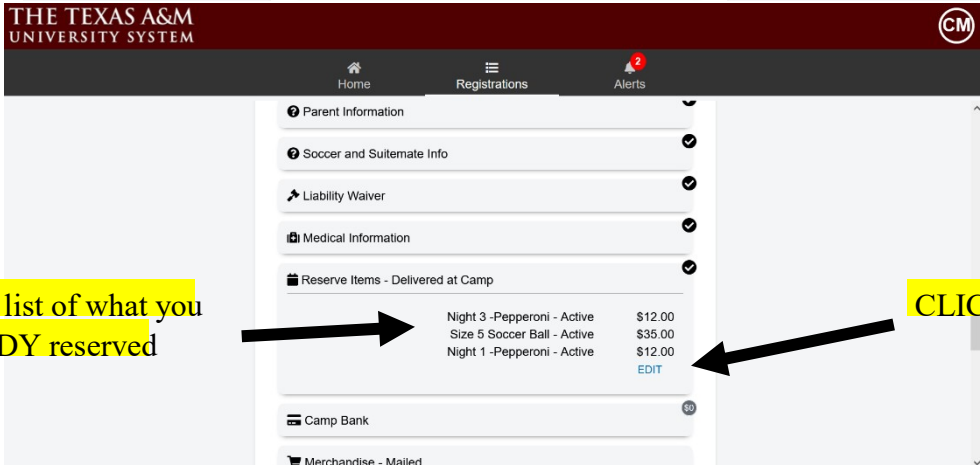 THE TEXAS A&M
UNIVERSITY SYSTEM
CM
2
Home
Registrations
Alerts
Parent Information
Soccer and Suitemate Info
Liability Waiver
Medical Information
Reserve Items - Delivered at Camp
list of what you
DY reserved
CLIC
Night 3 -Pepperoni - Active $12.00
Size 5 Soccer Ball - Active $35.00
Night 1 -Pepperoni - Active $12.00
EDIT
Camp Bank
$0
Merchandise - Mailed